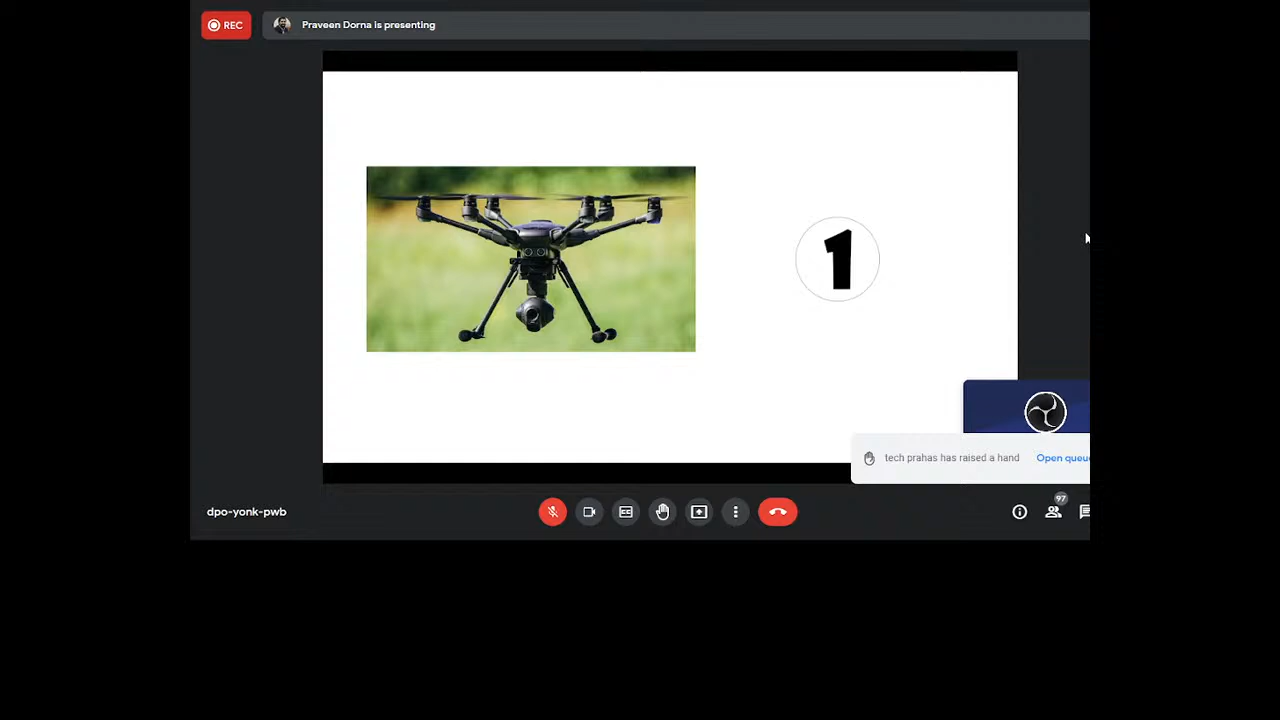 REC
Praveen Dorna is presenting
1
tech prahas has raised a hand
Open queue
97
dpo-yonk-pwb